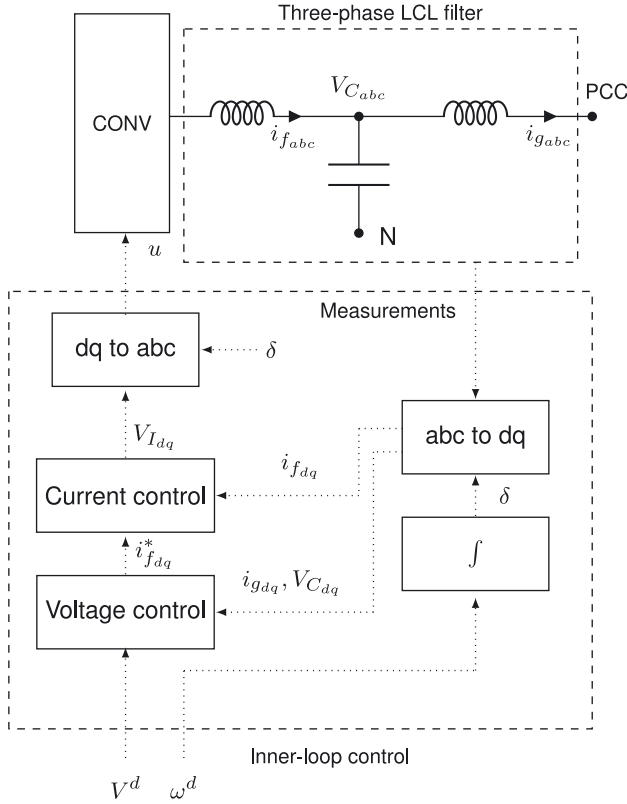 Three-phase LCL filter
V_{C_{abc}}
PCC
CONV
i_{f_{abc}}
i_{g_{abc}}
N
u
Measurements
dq to abc
δ
V_{I_{dq}}
abc to dq
i_{f_{dq}}
Current control
δ
i^*_{f_{dq}}
∫
i_{g_{dq}}, V_{C_{dq}}
Voltage control
Inner-loop control
V^d
ω^d